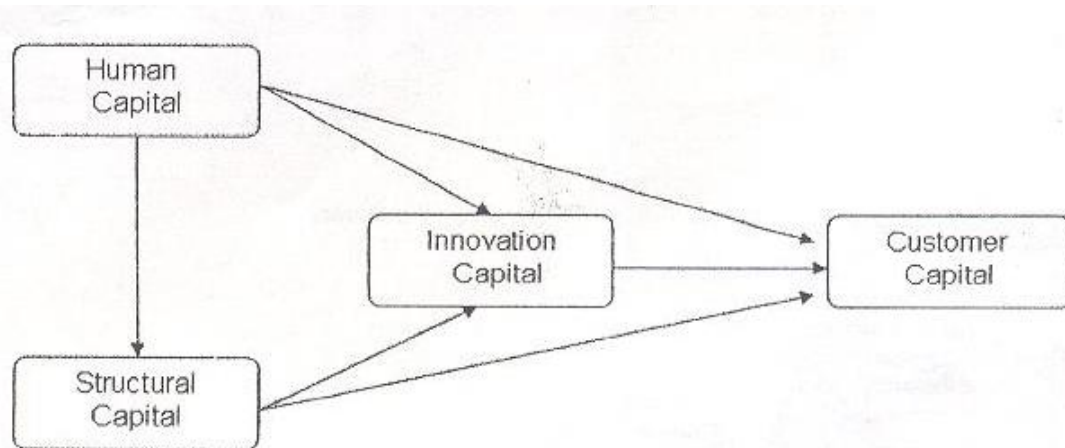 Human
Capital
Innovation
Capital
Customer
Capital
Structural
Capital